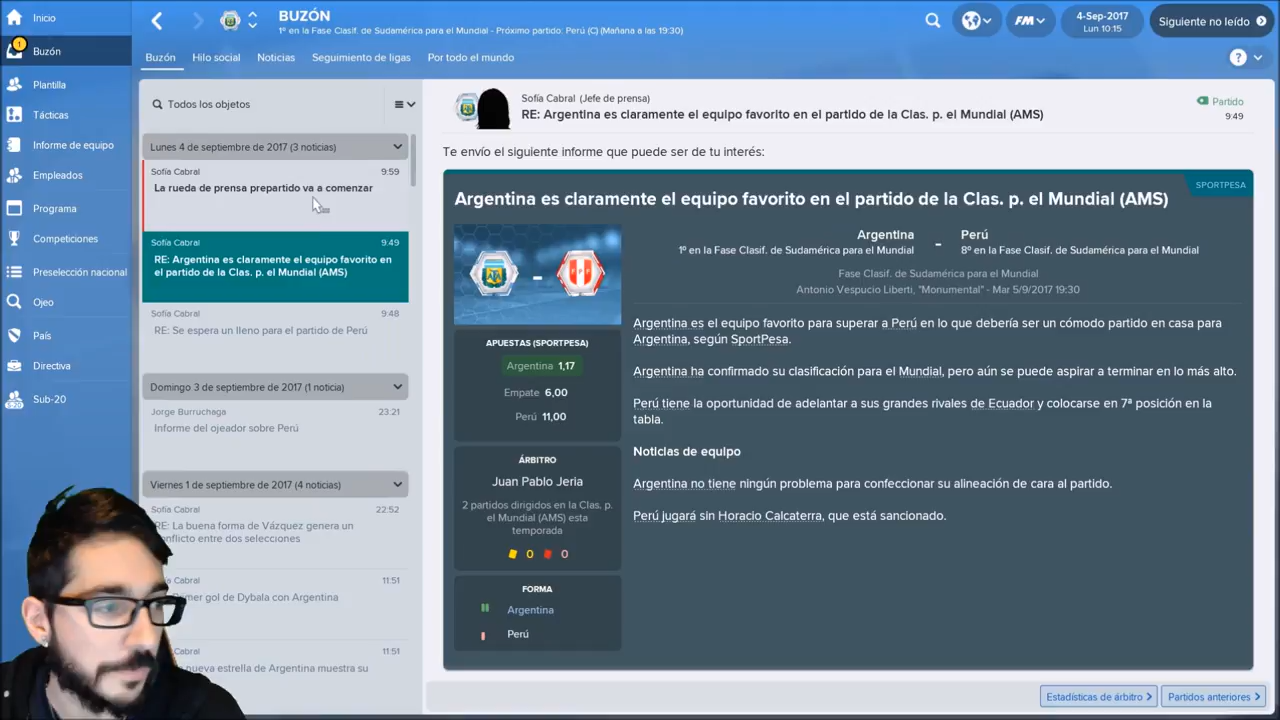 Inicio
1
Buzón
Plantilla
Tácticas
Informe de equipo
Empleados
Programa
Competiciones
Preselección nacional
Ojeo
País
Directiva
Sub-20
BUZÓN
1º en la Fase Clasif. de Sudamérica para el Mundial - Próximo partido: Perú (C) (Mañana a las 19:30)
FM
4-Sep-2017
Lun 10:15
Siguiente no leído
Buzón
Hilo social
Noticias
Seguimiento de ligas
Por todo el mundo
?
Todos los objetos
Lunes 4 de septiembre de 2017 (3 noticias)
Sofía Cabral 9:59
La rueda de prensa prepartido va a comenzar
Sofía Cabral 9:49
RE: Argentina es claramente el equipo favorito en
el partido de la Clas. p. el Mundial (AMS)
Sofía Cabral 9:48
RE: Se espera un lleno para el partido de Perú
Domingo 3 de septiembre de 2017 (1 noticia)
Jorge Burruchaga 23:21
Informe del ojeador sobre Perú
Viernes 1 de septiembre de 2017 (4 noticias)
Sofía Cabral 22:52
RE: La buena forma de Vázquez genera un
conflicto entre dos selecciones
Cabral 11:51
mer gol de Dybala con Argentina
Cabral 11:51
nueva estrella de Argentina muestra su
Sofía Cabral (Jefe de prensa)
RE: Argentina es claramente el equipo favorito en el partido de la Clas. p. el Mundial (AMS)
Partido
9:49
Te envío el siguiente informe que puede ser de tu interés:
SPORTPESA
Argentina es claramente el equipo favorito en el partido de la Clas. p. el Mundial (AMS)
Argentina - Perú
1º en la Fase Clasif. de Sudamérica para el Mundial 8º en la Fase Clasif. de Sudamérica para el Mundial
Fase Clasif. de Sudamérica para el Mundial
Antonio Vespucio Liberti, "Monumental" - Mar 5/9/2017 19:30
APUESTAS (SPORTPESA)
Argentina 1,17
Empate 6,00
Perú 11,00
ÁRBITRO
Juan Pablo Jeria
2 partidos dirigidos en la Clas. p.
el Mundial (AMS) esta
temporada
0 0
FORMA
Argentina
Perú
Argentina es el equipo favorito para superar a Perú en lo que debería ser un cómodo partido en casa para
Argentina, según SportPesa.
Argentina ha confirmado su clasificación para el Mundial, pero aún se puede aspirar a terminar en lo más alto.
Perú tiene la oportunidad de adelantar a sus grandes rivales de Ecuador y colocarse en 7ª posición en la
tabla.
Noticias de equipo
Argentina no tiene ningún problema para confeccionar su alineación de cara al partido.
Perú jugará sin Horacio Calcaterra, que está sancionado.
Estadísticas de árbitro
Partidos anteriores